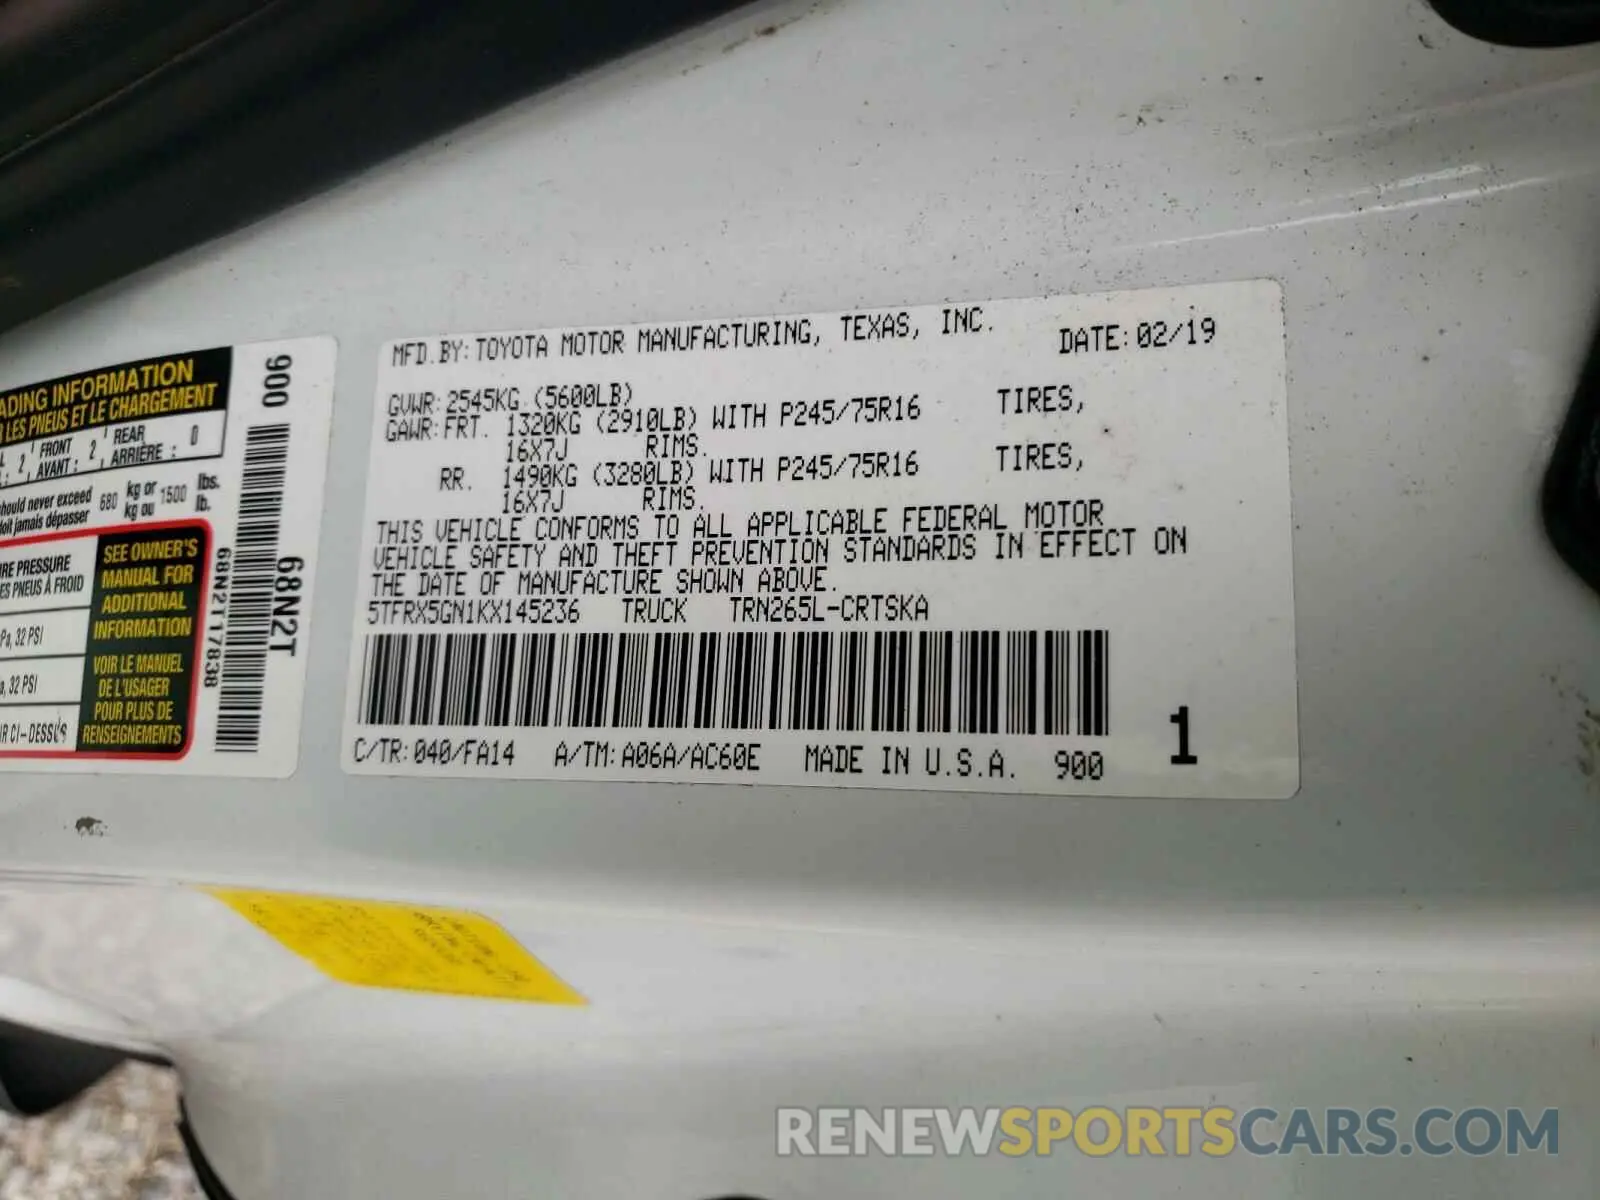 ADING INFORMATION
LES PNEUS ET LE CHARGEMENT
2 FRONT AVANT : 2, REAR ARRIÈRE : 0
should never exceed 680 kg or 1500 lbs.
doit jamais dépasser kg ou lb.
PRESSURE
ES PNEUS À FROID
Pa, 32 PSI
a, 32 PSI
CI-DESSUS
SEE OWNER'S
MANUAL FOR
ADDITIONAL
INFORMATION
VOIR LE MANUEL
DE L'USAGER
POUR PLUS DE
RENSEIGNEMENTS
900
68N2T17838
68N2T
MFD. BY: TOYOTA MOTOR MANUFACTURING, TEXAS, INC. DATE: 02/19
GVWR: 2545KG (5600LB)
GAWR: FRT. 1320KG (2910LB) WITH P245/75R16 TIRES,
16X7J RIMS.
RR. 1490KG (3280LB) WITH P245/75R16 TIRES,
16X7J RIMS.
THIS VEHICLE CONFORMS TO ALL APPLICABLE FEDERAL MOTOR
VEHICLE SAFETY AND THEFT PREVENTION STANDARDS IN EFFECT ON
THE DATE OF MANUFACTURE SHOWN ABOVE.
5TFRX5GN1KX145236 TRUCK TRN265L-CRTSKA
C/TR: 040/FA14 A/TM: A06A/AC60E MADE IN U.S.A. 900 1
RENEWSPORTSCARS.COM